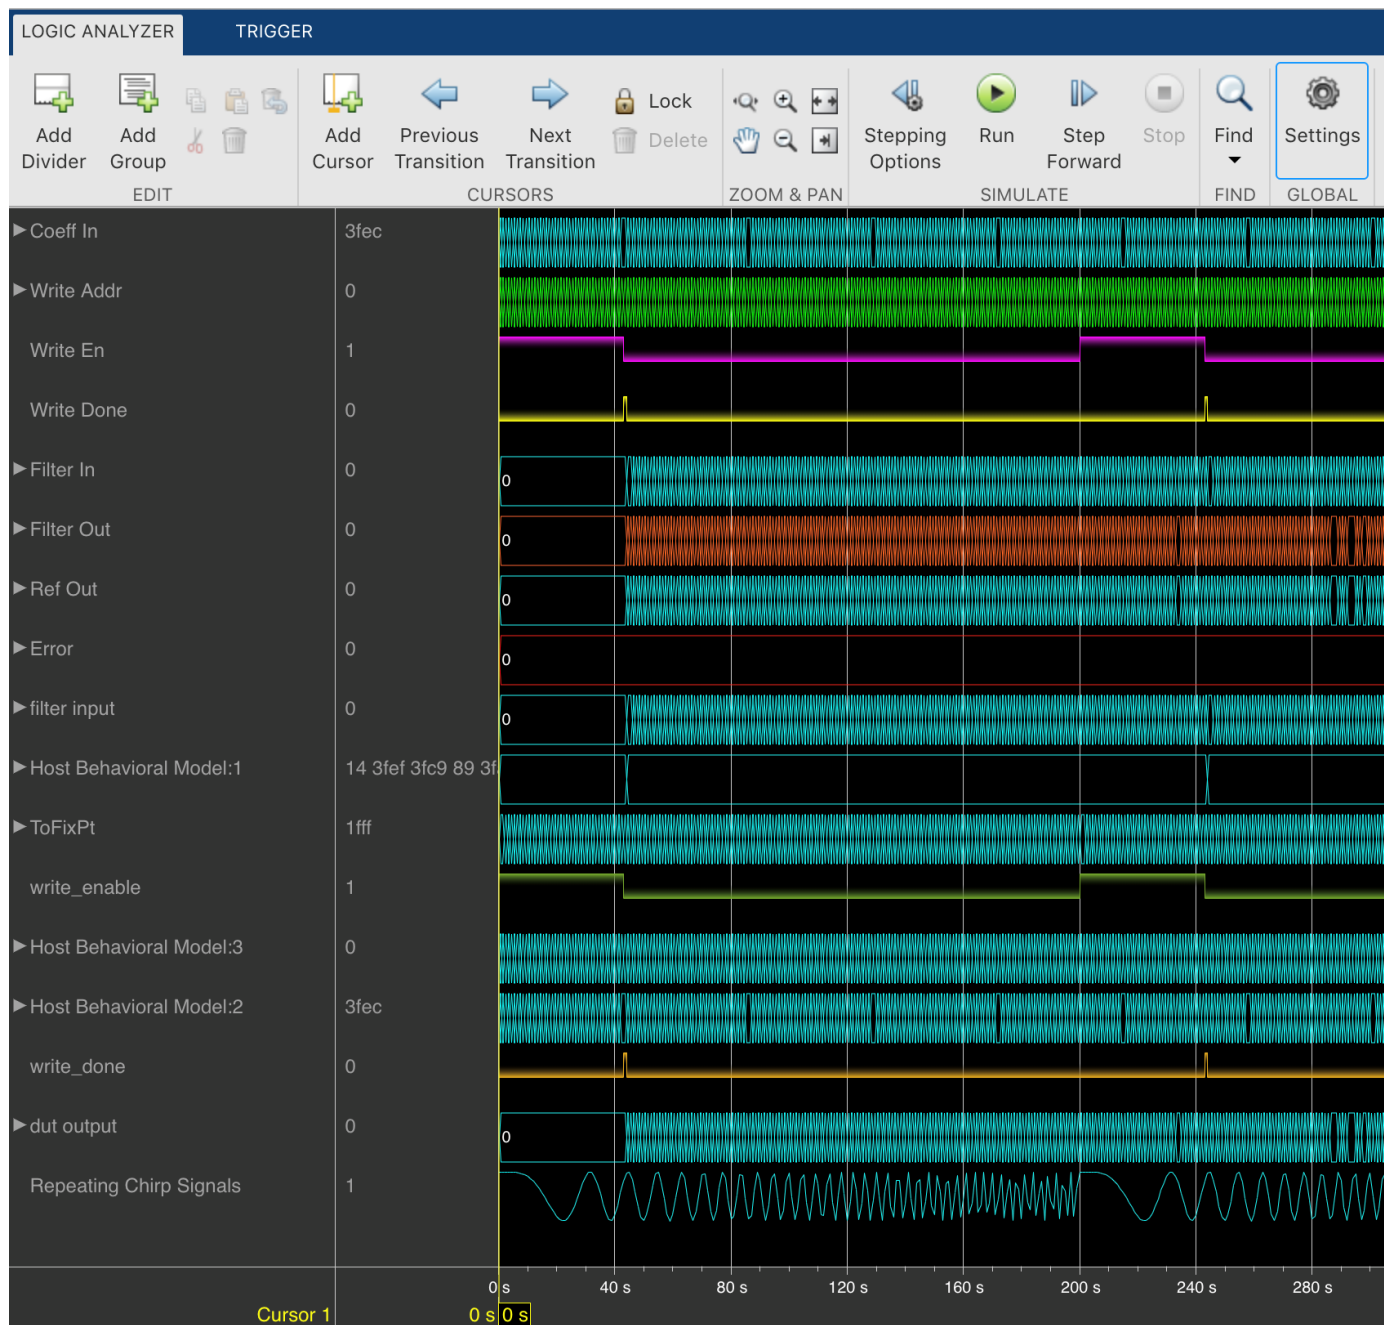 LOGIC ANALYZER TRIGGER
Add Divider
Add Group
EDIT
Add Cursor
Previous Transition
Next Transition
Lock
Delete
CURSORS
ZOOM & PAN
Stepping Options
Run
Step Forward
Stop
SIMULATE
Find
FIND
Settings
GLOBAL
Coeff In 3fec
Write Addr 0
Write En 1
Write Done 0
Filter In 0 0
Filter Out 0 0
Ref Out 0 0
Error 0 0
filter input 0 0
Host Behavioral Model:1 14 3fef 3fc9 89 3f
ToFixPt 1fff
write_enable 1
Host Behavioral Model:3 0
Host Behavioral Model:2 3fec
write_done 0
dut output 0 0
Repeating Chirp Signals 1
0 s 40 s 80 s 120 s 160 s 200 s 240 s 280 s
Cursor 1 0 s 0 s